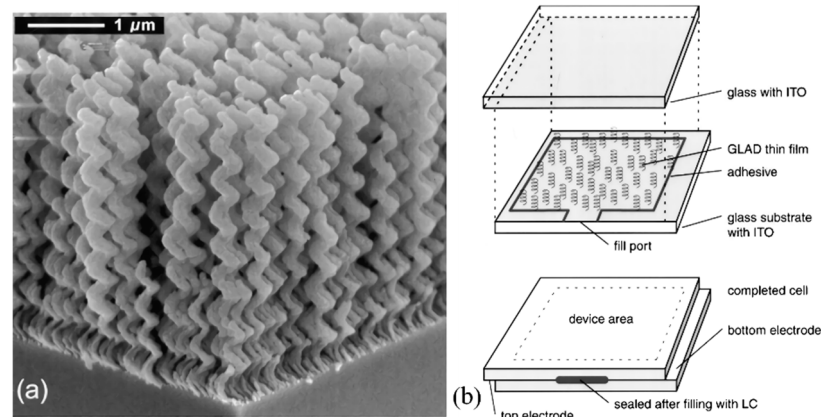 1 µm
(a)
glass with ITO
GLAD thin film
adhesive
glass substrate
with ITO
fill port
completed cell
device area
bottom electrode
(b)
sealed after filling with LC
top electrode